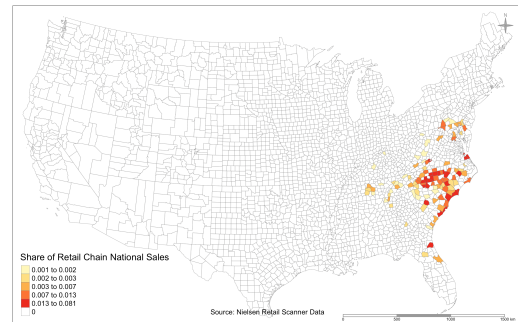 N
Share of Retail Chain National Sales
0.001 to 0.002
0.002 to 0.003
0.003 to 0.007
0.007 to 0.013
0.013 to 0.081
0
Source: Nielsen Retail Scanner Data
0 500 1000 1500 km